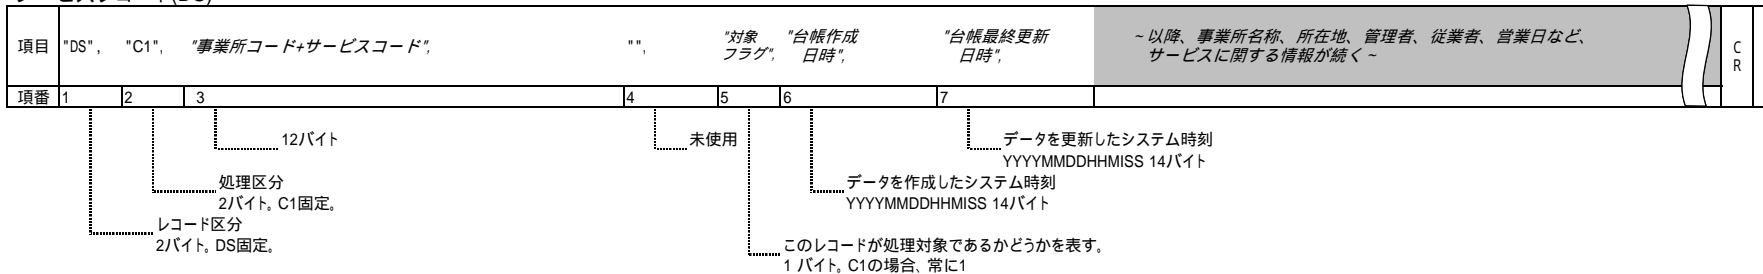 項目 "DS", "C1", "事業所コード+サービスコード", "", "対象フラグ", "台帳作成日時", "台帳最終更新日時", ~以降、事業所名称、所在地、管理者、従業者、営業日など、サービスに関する情報が続く~ CR
項番 1 2 3 4 5 6 7
12バイト
未使用
データを更新したシステム時刻
YYYYMMDDHHMISS 14バイト
処理区分
2バイト。C1固定。
データを作成したシステム時刻
YYYYMMDDHHMISS 14バイト
レコード区分
2バイト。DS固定。
このレコードが処理対象であるかどうかを表す。
1 バイト。C1の場合、常に1